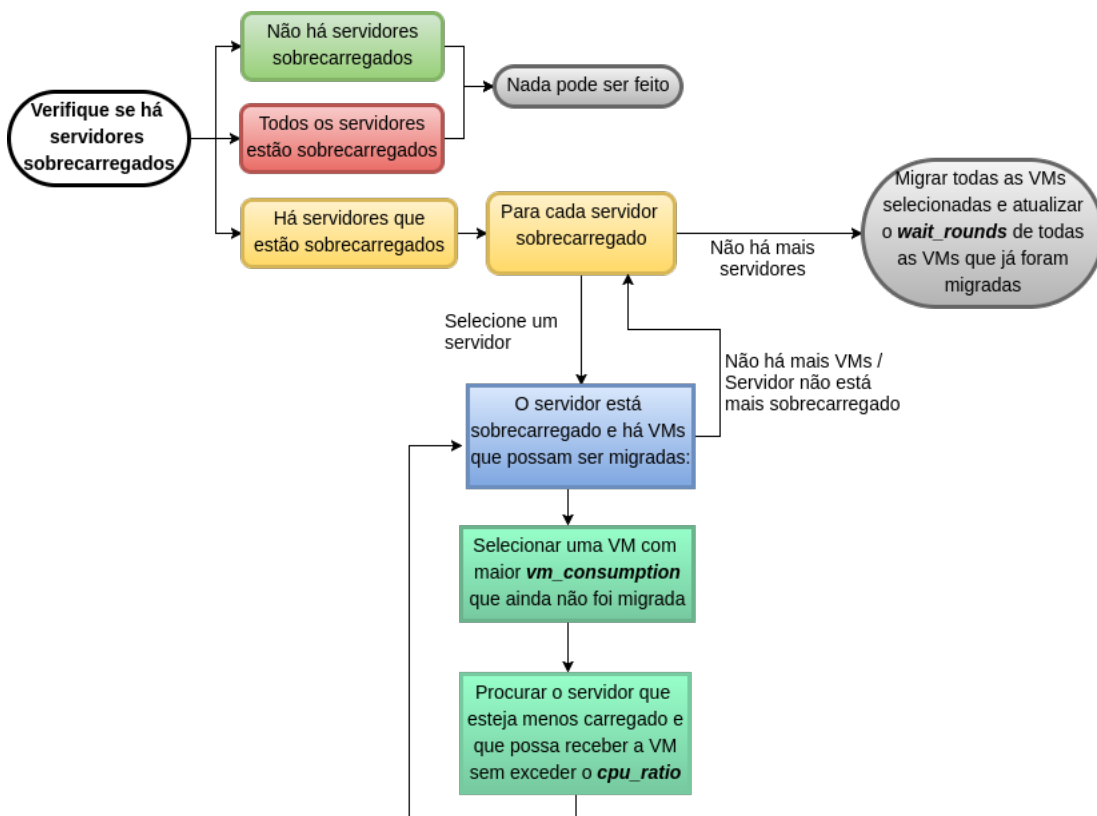 Verifique se há
servidores
sobrecarregados
Não há servidores
sobrecarregados
Todos os servidores
estão sobrecarregados
Nada pode ser feito
Há servidores que
estão sobrecarregados
Para cada servidor
sobrecarregado
Não há mais
servidores
Migrar todas as VMs
selecionadas e atualizar
o wait_rounds de todas
as VMs que já foram
migradas
Selecione um
servidor
Não há mais VMs /
Servidor não está
mais sobrecarregado
O servidor está
sobrecarregado e há VMs
que possam ser migradas:
Selecionar uma VM com
maior vm_consumption
que ainda não foi migrada
Procurar o servidor que
esteja menos carregado e
que possa receber a VM
sem exceder o cpu_ratio